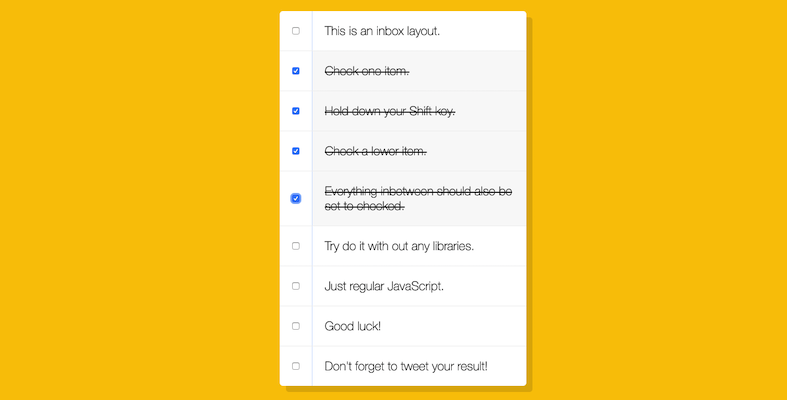 This is an inbox layout.
Check one item.
Hold down your Shift key.
Check a lower item.
Everything inbetween should also be
set to checked.
Try do it with out any libraries.
Just regular JavaScript.
Good luck!
Don't forget to tweet your result!